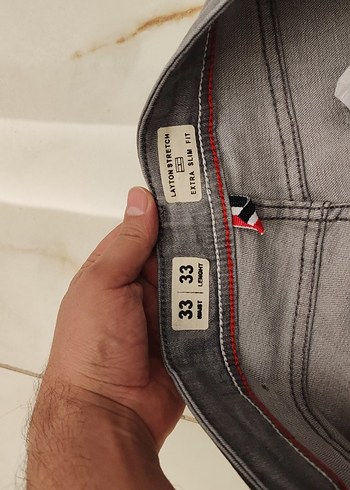 LAYTON STRETCH
EXTRA SLIM FIT
33 33
WAIST LENGHT